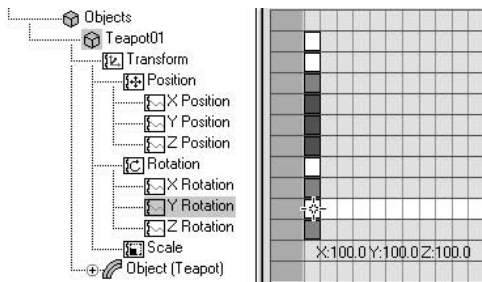 Objects
Teapot01
Transform
Position
X Position
Y Position
Z Position
Rotation
X Rotation
Y Rotation
Z Rotation
Scale
X:100.0 Y:100.0 Z:100.0
Object (Teapot)